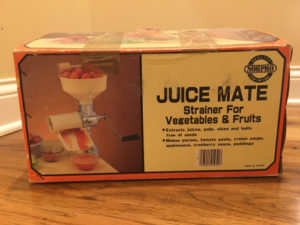 NORPRO
JUICE MATE
Strainer For
Vegetables & Fruits
• Extracts juices, pulp, skins and hulls
free of seeds
• Makes purees, tomato paste, cream soups,
applesauce, cranberry sauce, puddings